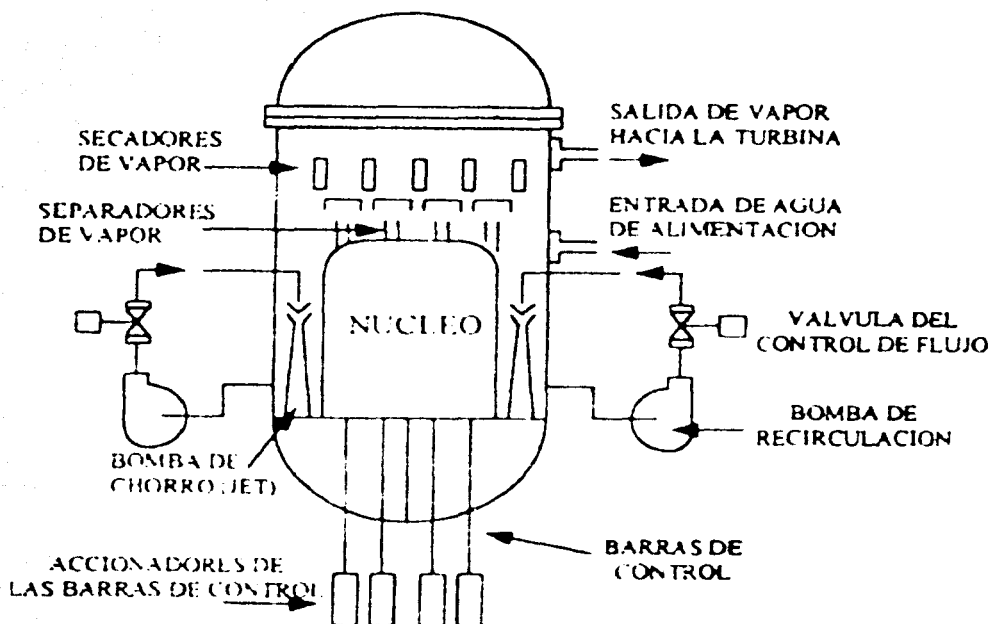 SECADORES
DE VAPOR
SALIDA DE VAPOR
HACIA LA TURBINA
SEPARADORES
DE VAPOR
ENTRADA DE AGUA
DE ALIMENTACION
NUCLEO
VALVULA DEL
CONTROL DE FLUJO
BOMBA DE
RECIRCULACION
BOMBA DE
CHORRO (JET)
BARRAS DE
CONTROL
ACCIONADORES DE
LAS BARRAS DE CONTROL